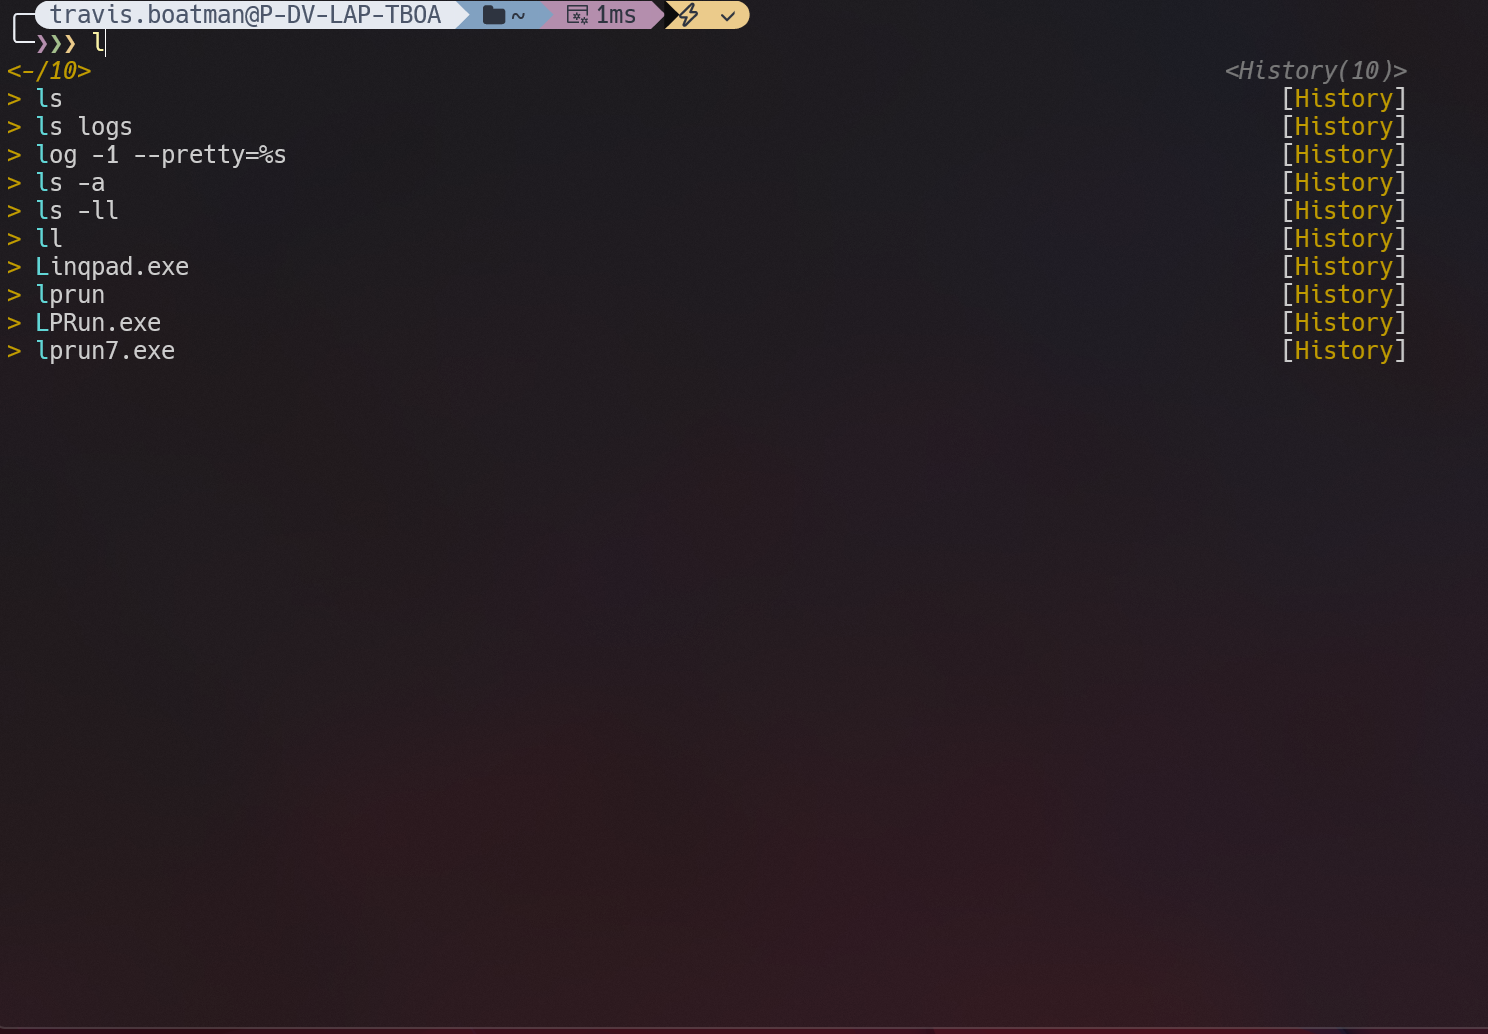 travis.boatman@P-DV-LAP-TBOA ~ 1ms
❯❯❯ l
<-/10> <History(10)>
> ls [History]
> ls logs [History]
> log -1 --pretty=%s [History]
> ls -a [History]
> ls -ll [History]
> ll [History]
> Linqpad.exe [History]
> lprun [History]
> LPRun.exe [History]
> lprun7.exe [History]